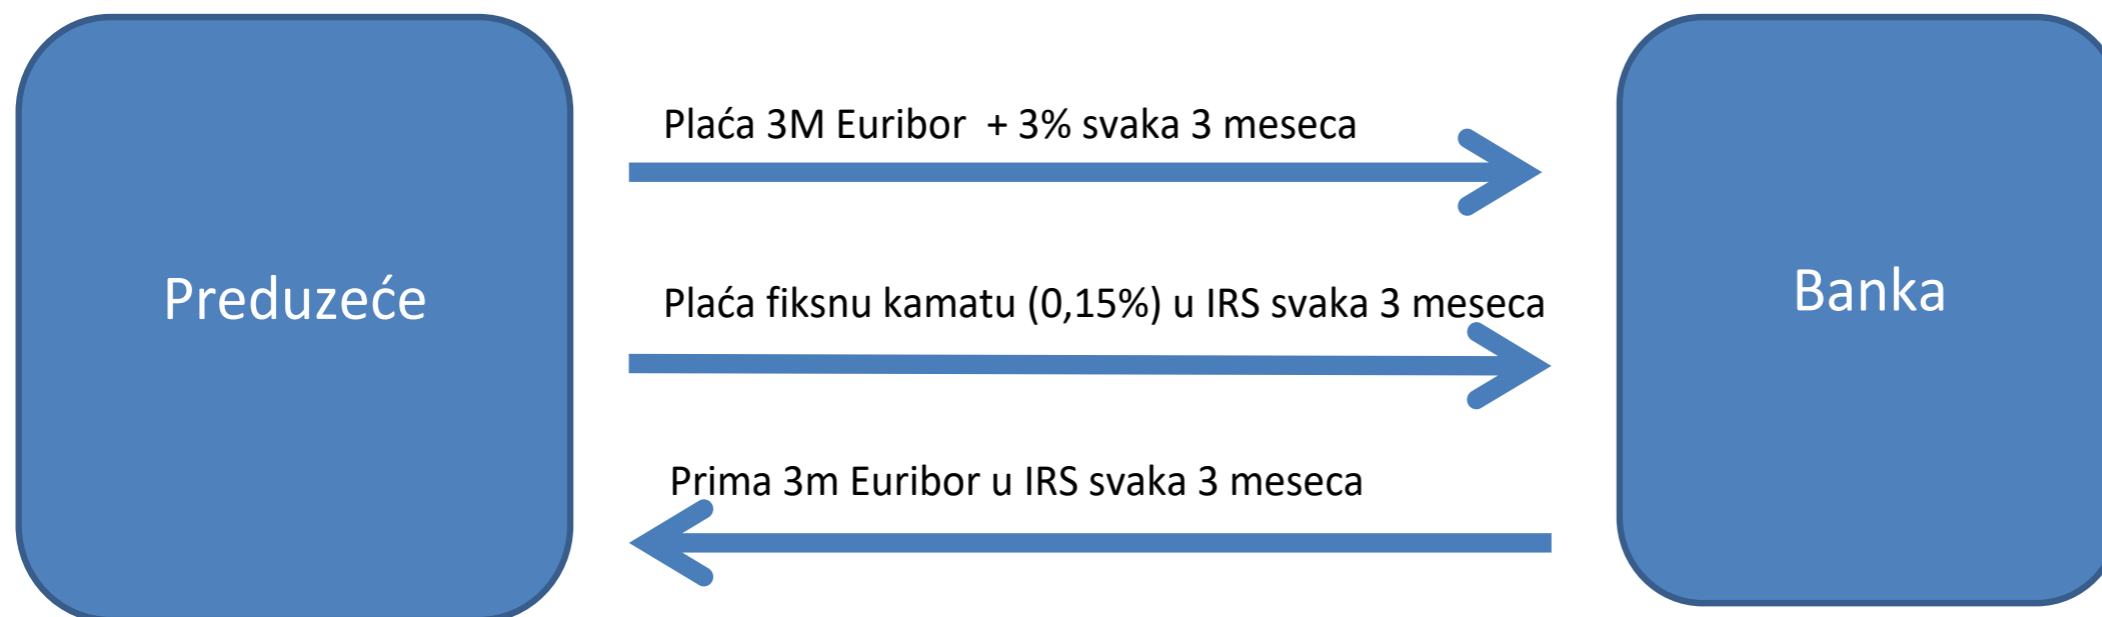 Plaća 3M Euribor  + 3% svaka 3 meseca
Preduzeće
Plaća fiksnu kamatu (0,15%) u IRS svaka 3 meseca
Banka
Prima 3m Euribor u IRS svaka 3 meseca